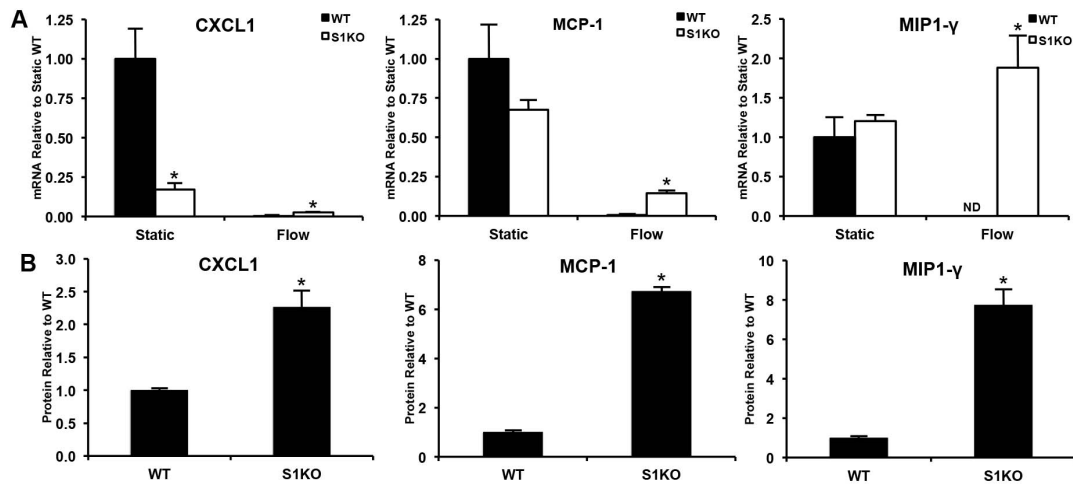 A
CXCL1
WT
S1KO
mRNA Relative to Static WT
1.25
1.00
0.75
0.50
0.25
0.00
*
*
Static Flow
MCP-1
WT
S1KO
mRNA Relative to Static WT
1.25
1.00
0.75
0.50
0.25
0.00
*
Static Flow
MIP1-γ
WT
S1KO
mRNA Relative to Static WT
2.5
2.0
1.5
1.0
0.5
0.0
*
ND
Static Flow
B
CXCL1
Protein Relative to WT
3.0
2.5
2.0
1.5
1.0
0.5
0.0
*
WT S1KO
MCP-1
Protein Relative to WT
8
6
4
2
0
*
WT S1KO
MIP1-γ
Protein Relative to WT
10
8
6
4
2
0
*
WT S1KO